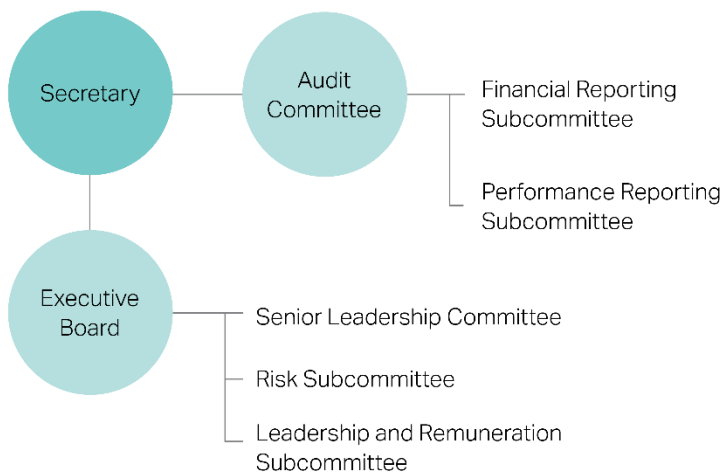 Secretary
Audit
Committee
Financial Reporting
Subcommittee
Performance Reporting
Subcommittee
Executive
Board
Senior Leadership Committee
Risk Subcommittee
Leadership and Remuneration
Subcommittee